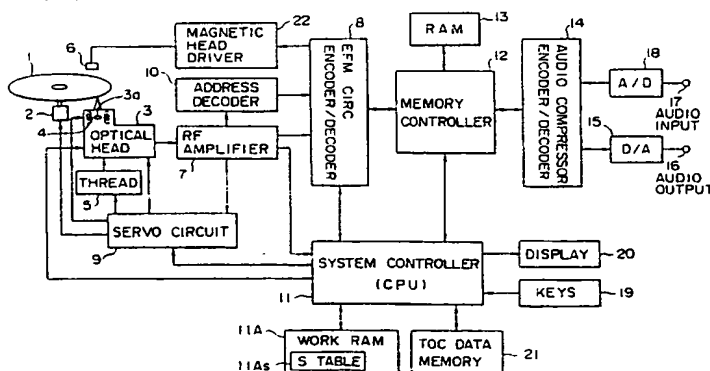 22
8
13
14
6
MAGNETIC
HEAD
DRIVER
RAM
12
18
1
10
EFM CIRC
ENCODER/DECODER
AUDIO COMPRESSOR
ENCODER/DECODER
A/D
3a
ADDRESS
DECODER
MEMORY
CONTROLLER
17
AUDIO
INPUT
2
4
3
15
OPTICAL
HEAD
RF
AMPLIFIER
7
D/A
16
AUDIO
OUTPUT
THREAD
5
SERVO CIRCUIT
9
SYSTEM CONTROLLER
(CPU)
DISPLAY
20
11
KEYS
19
11A
WORK RAM
TOC DATA
MEMORY
21
11As
S TABLE